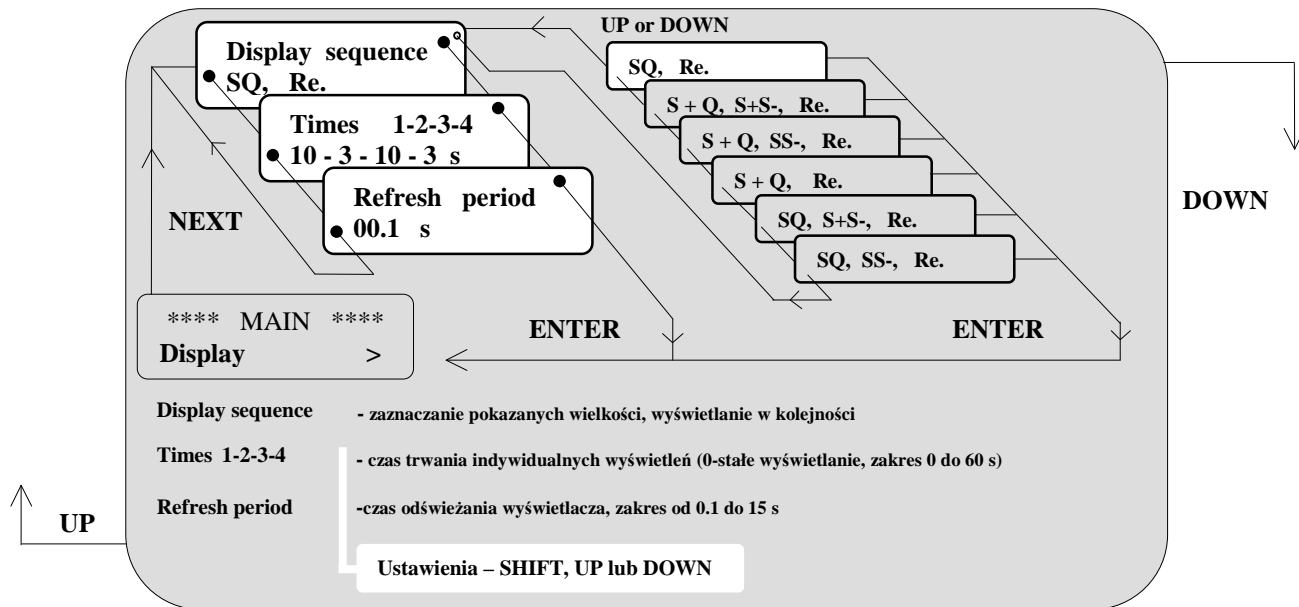 UP or DOWN
Display sequence
SQ, Re.
Times 1-2-3-4
10 - 3 - 10 - 3 s
Refresh period
00.1 s
SQ, Re.
S + Q, S+S-, Re.
S + Q, SS-, Re.
S + Q, Re.
SQ, S+S-, Re.
SQ, SS-, Re.
NEXT
DOWN
**** MAIN ****
Display >
ENTER
ENTER
Display sequence - zaznaczanie pokazanych wielkości, wyświetlanie w kolejności
Times 1-2-3-4 - czas trwania indywidualnych wyświetleń (0-stałe wyświetlanie, zakres 0 do 60 s)
Refresh period -czas odświeżania wyświetlacza, zakres od 0.1 do 15 s
UP
Ustawienia – SHIFT, UP lub DOWN